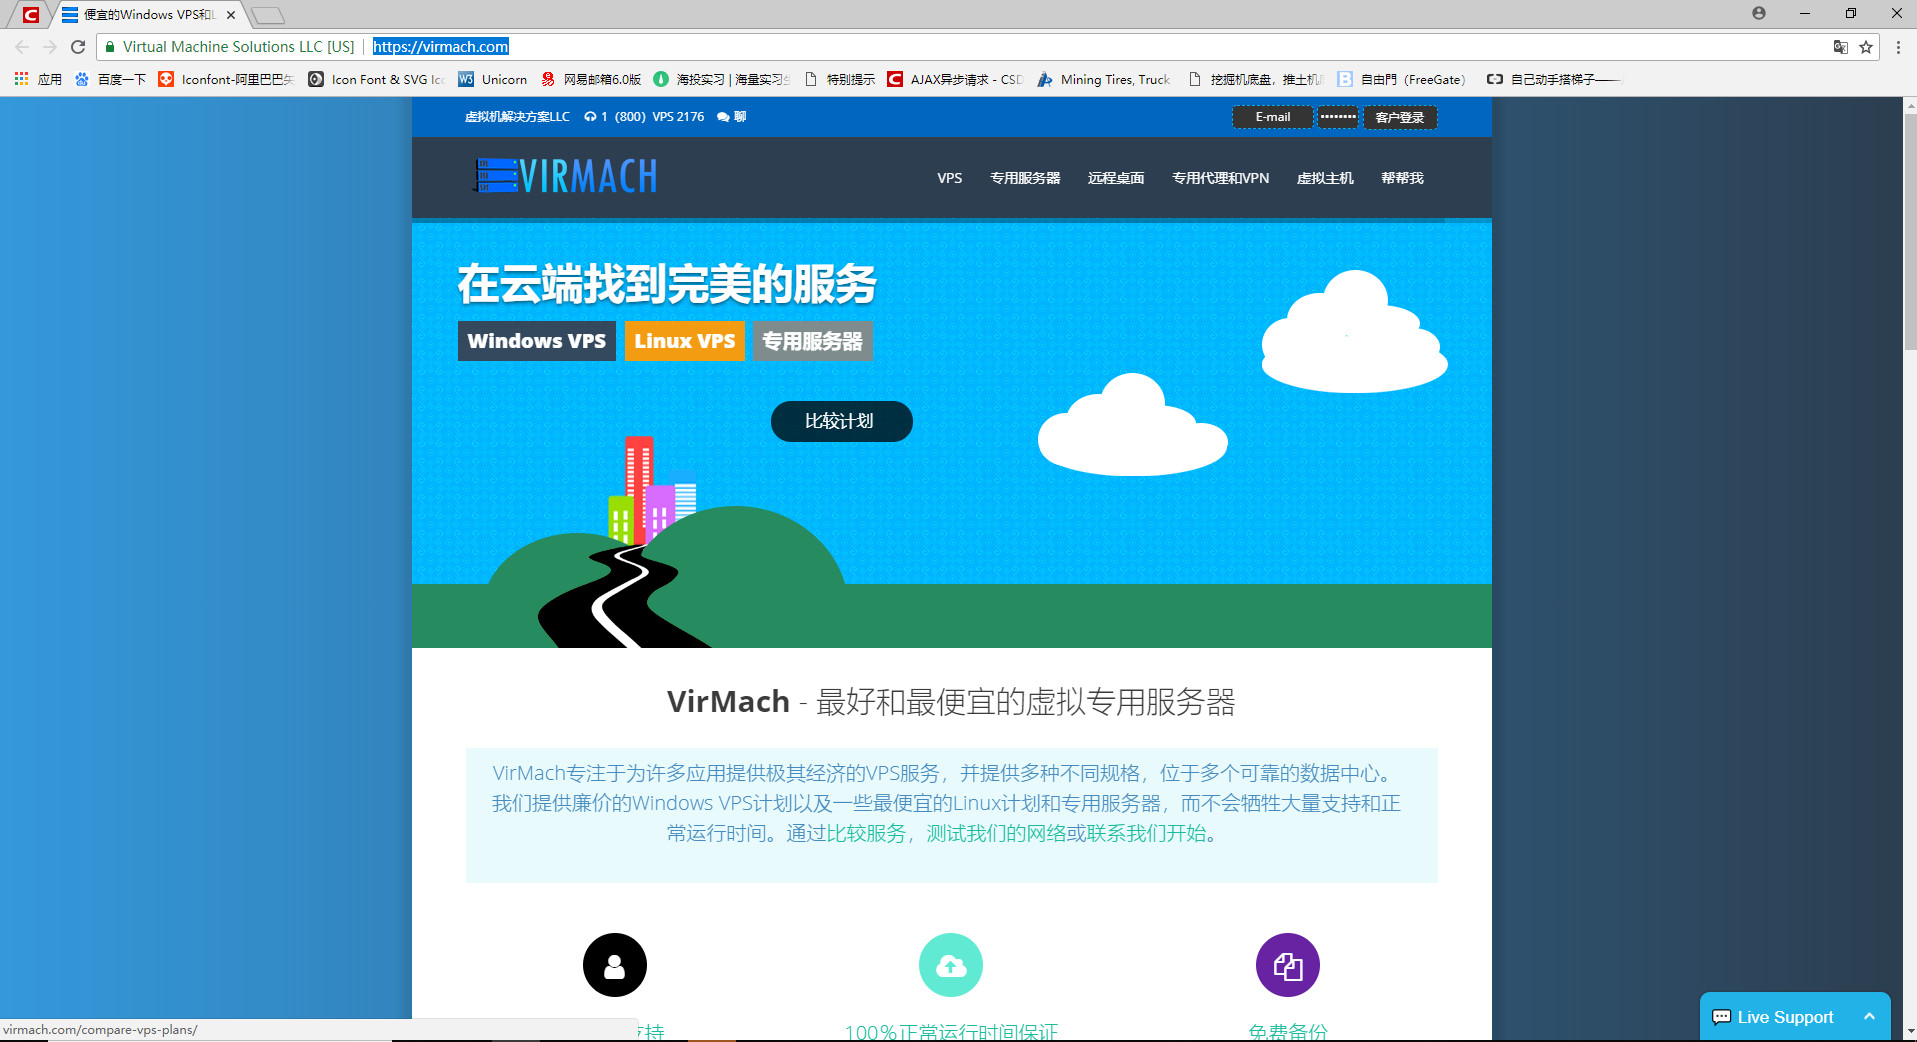 便宜的Windows VPS和L
Virtual Machine Solutions LLC [US] | https://virmach.com
应用 百度一下 Iconfont-阿里巴巴矢 Icon Font & SVG Ic W3 Unicorn 网易邮箱6.0版 海投实习 | 海量实习生 特别提示 AJAX异步请求 - CSD Mining Tires, Truck 挖掘机底盘，推土机 自由門（FreeGate） 自己动手搭梯子——
虚拟机解决方案LLC 1（800）VPS 2176 聊 E-mail •••••••• 客户登录
VIRMACH
VPS 专用服务器 远程桌面 专用代理和VPN 虚拟主机 帮帮我
在云端找到完美的服务
Windows VPS Linux VPS 专用服务器
比较计划
VirMach - 最好和最便宜的虚拟专用服务器
VirMach专注于为许多应用提供极其经济的VPS服务，并提供多种不同规格，位于多个可靠的数据中心。
我们提供廉价的Windows VPS计划以及一些最便宜的Linux计划和专用服务器，而不会牺牲大量支持和正
常运行时间。通过比较服务，测试我们的网络或联系我们开始。
支持 100％正常运行时间保证 免费备份
Live Support
virmach.com/compare-vps-plans/